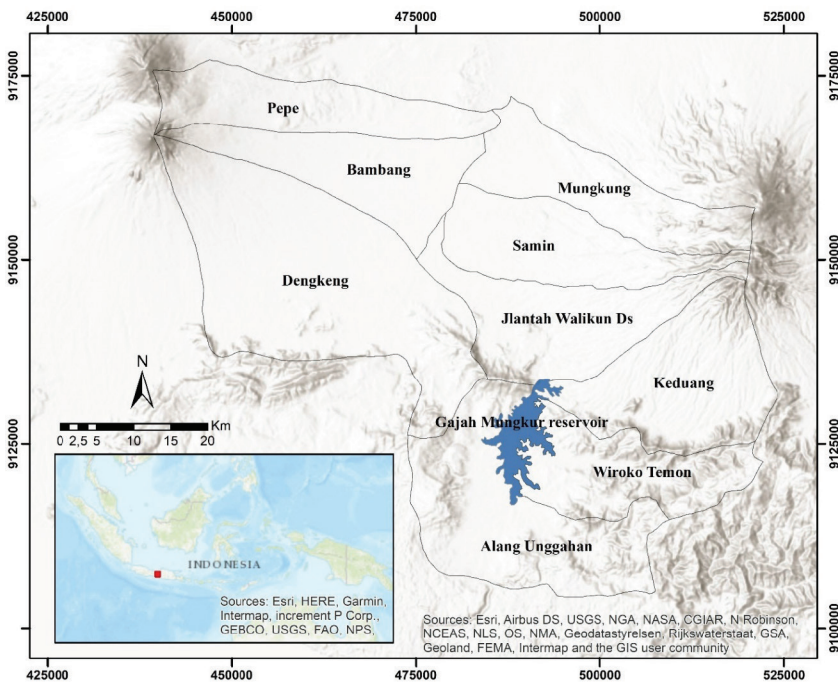 425000 450000 475000 500000 525000
9175000 9175000
Pepe
Bambang
Mungkung
Samin
9150000 9150000
Dengkeng
Jlantah Walikun Ds
N
Keduang
Km
0 2,5 5 10 15 20
Gajah Mungkur reservoir
9125000 9125000
Wiroko Temon
Alang Unggahan
INDONESIA
Sources: Esri, HERE, Garmin,
Intermap, increment P Corp.,
GEBCO, USGS, FAO, NPS,
Sources: Esri, Airbus DS, USGS, NGA, NASA, CGIAR, N Robinson,
NCEAS, NLS, OS, NMA, Geodatastyrelsen, Rijkswaterstaat, GSA,
Geoland, FEMA, Intermap and the GIS user community
9100000 9100000
425000 450000 475000 500000 525000